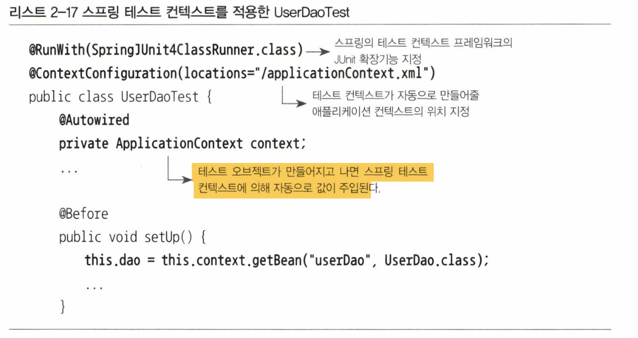 리스트 2-17 스프링 테스트 컨텍스트를 적용한 UserDaoTest
@RunWith(SpringJUnit4ClassRunner.class)
스프링의 테스트 컨텍스트 프레임워크의
JUnit 확장기능 지정
@ContextConfiguration(locations="/applicationContext.xml")
public class UserDaoTest {
테스트 컨텍스트가 자동으로 만들어줄
애플리케이션 컨텍스트의 위치 지정
@Autowired
private ApplicationContext context;
...
테스트 오브젝트가 만들어지고 나면 스프링 테스트
컨텍스트에 의해 자동으로 값이 주입된다.
@Before
public void setUp() {
this.dao = this.context.getBean("userDao", UserDao.class);
...
}